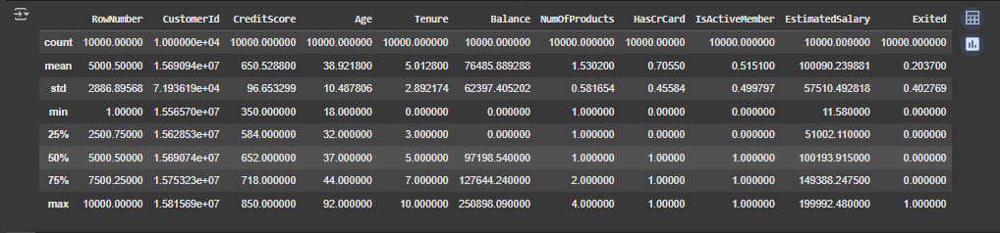 RowNumber CustomerId CreditScore Age Tenure Balance NumOfProducts HasCrCard IsActiveMember EstimatedSalary Exited
count 10000.00000 1.000000e+04 10000.000000 10000.000000 10000.000000 10000.000000 10000.000000 10000.00000 10000.000000 10000.000000 10000.000000
mean 5000.50000 1.569094e+07 650.528800 38.921800 5.012800 76485.889288 1.530200 0.70550 0.515100 100090.239881 0.203700
std 2886.89568 7.193619e+04 96.653299 10.487806 2.892174 62397.405202 0.581654 0.45584 0.499797 57510.492818 0.402769
min 1.00000 1.556570e+07 350.000000 18.000000 0.000000 0.000000 1.000000 0.00000 0.000000 11.580000 0.000000
25% 2500.75000 1.562853e+07 584.000000 32.000000 3.000000 0.000000 1.000000 0.00000 0.000000 51002.110000 0.000000
50% 5000.50000 1.569074e+07 652.000000 37.000000 5.000000 97198.540000 1.000000 1.00000 1.000000 100193.915000 0.000000
75% 7500.25000 1.575323e+07 718.000000 44.000000 7.000000 127644.240000 2.000000 1.00000 1.000000 149388.247500 0.000000
max 10000.00000 1.581569e+07 850.000000 92.000000 10.000000 250898.090000 4.000000 1.00000 1.000000 199992.480000 1.000000